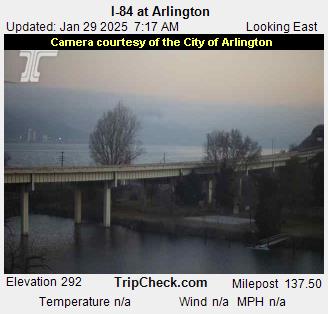 I-84 at Arlington
Updated: Jan 29 2025 7:17 AM Looking East
Camera courtesy of the City of Arlington
Elevation 292 TripCheck.com Milepost 137.50
Temperature n/a Wind n/a MPH n/a